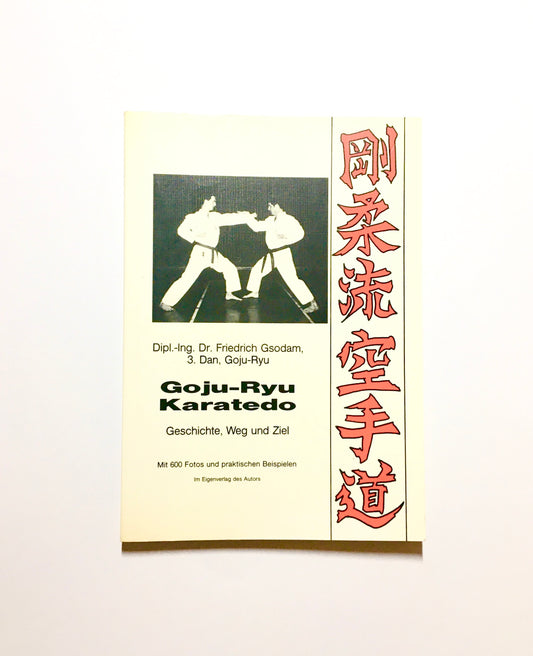 Dipl.-Ing. Dr. Friedrich Gsodam,
3. Dan, Goju-Ryu
Goju-Ryu
Karatedo
Geschichte, Weg und Ziel
Mit 600 Fotos und praktischen Beispielen
Im Eigenverlag des Autors
剛柔流空手道